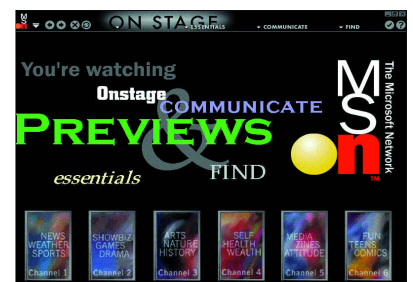 ON STAGE
ESSENTIALS
COMMUNICATE
FIND
You're watching
Onstage
COMMUNICATE
PREVIEWS
&
essentials
FIND
MSn
The Microsoft Network
TM
NEWS
WEATHER
SPORTS
Channel 1
SHOWBIZ
GAMES
DRAMA
Channel 2
ARTS
NATURE
HISTORY
Channel 3
SELF
HEALTH
WEALTH
Channel 4
MEDIA
ZINES
ATTITUDE
Channel 5
FUN
TEENS
COMICS
Channel 6